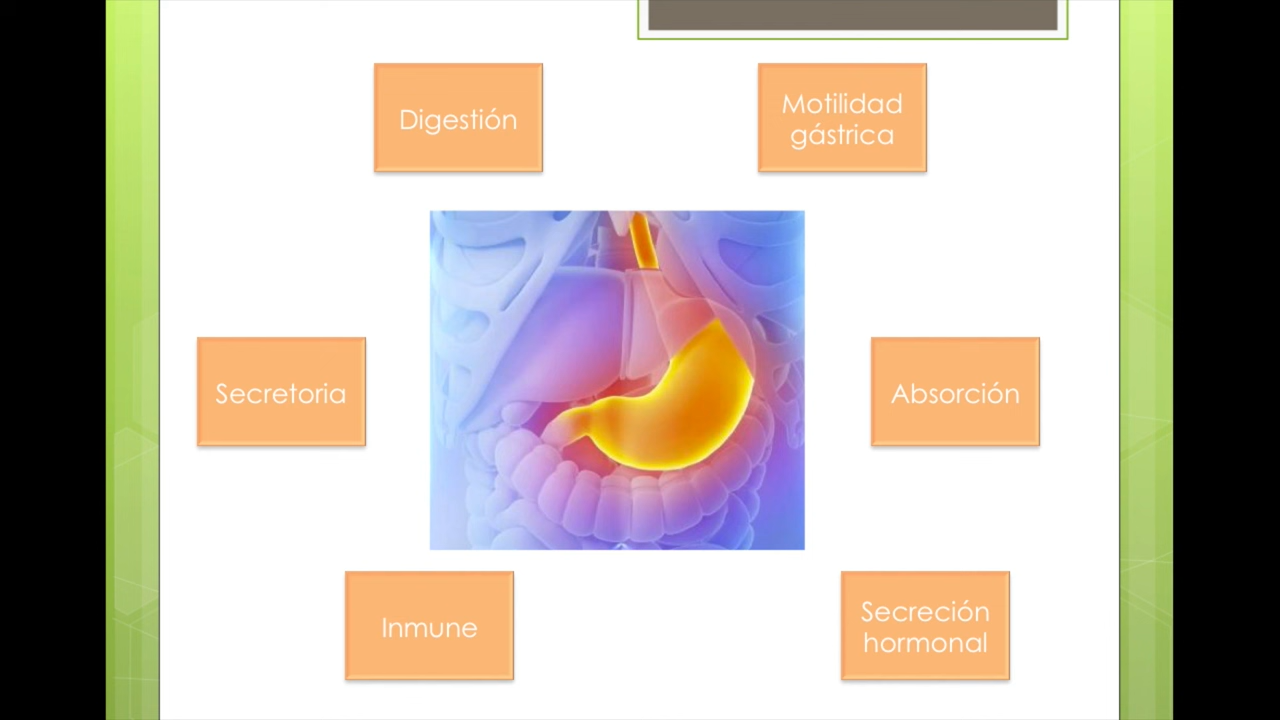 Digestión
Motilidad
gástrica
Secretoria
Absorción
Inmune
Secreción
hormonal